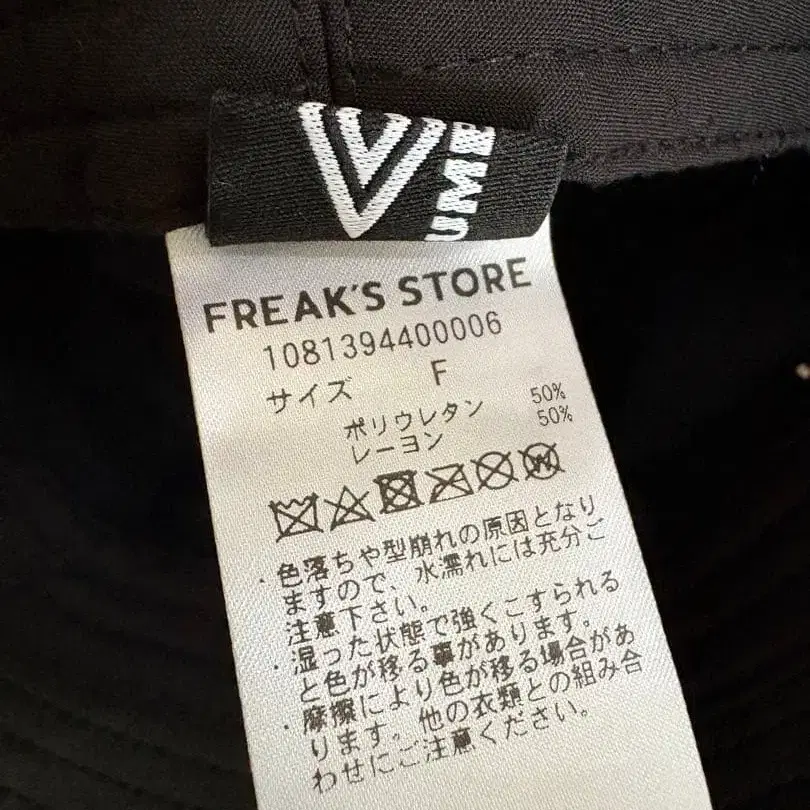 UMB
FREAK'S STORE
1081394400006
サイズ F
ポリウレタン 50%
レーヨン 50%
・色落ちや型崩れの原因となり
ますので、水濡れには充分ご
注意下さい。
・湿った状態で強くこすられる
と色が移る事があります。
・摩擦により色が移る場合があ
ります。他の衣類との組み合
わせにご注意ください。